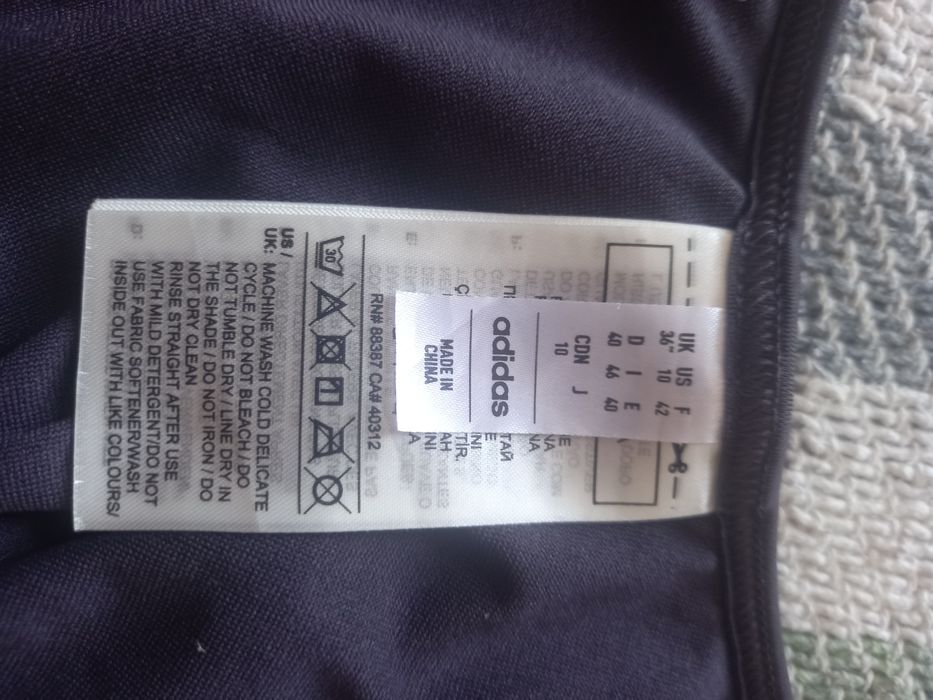 UK US F
36" 10 42
D I E
40 46 40
CDN J
10
adidas
MADE IN
CHINA
RN# 88387 CA# 40312
30
US /
UK: MACHINE WASH COLD DELICATE
CYCLE / DO NOT BLEACH / DO
NOT TUMBLE DRY / LINE DRY IN
THE SHADE / DO NOT IRON / DO
NOT DRY CLEAN
RINSE STRAIGHT AFTER USE
WITH MILD DETERGENT/DO NOT
USE FABRIC SOFTENER/WASH
INSIDE OUT WITH LIKE COLOURS/